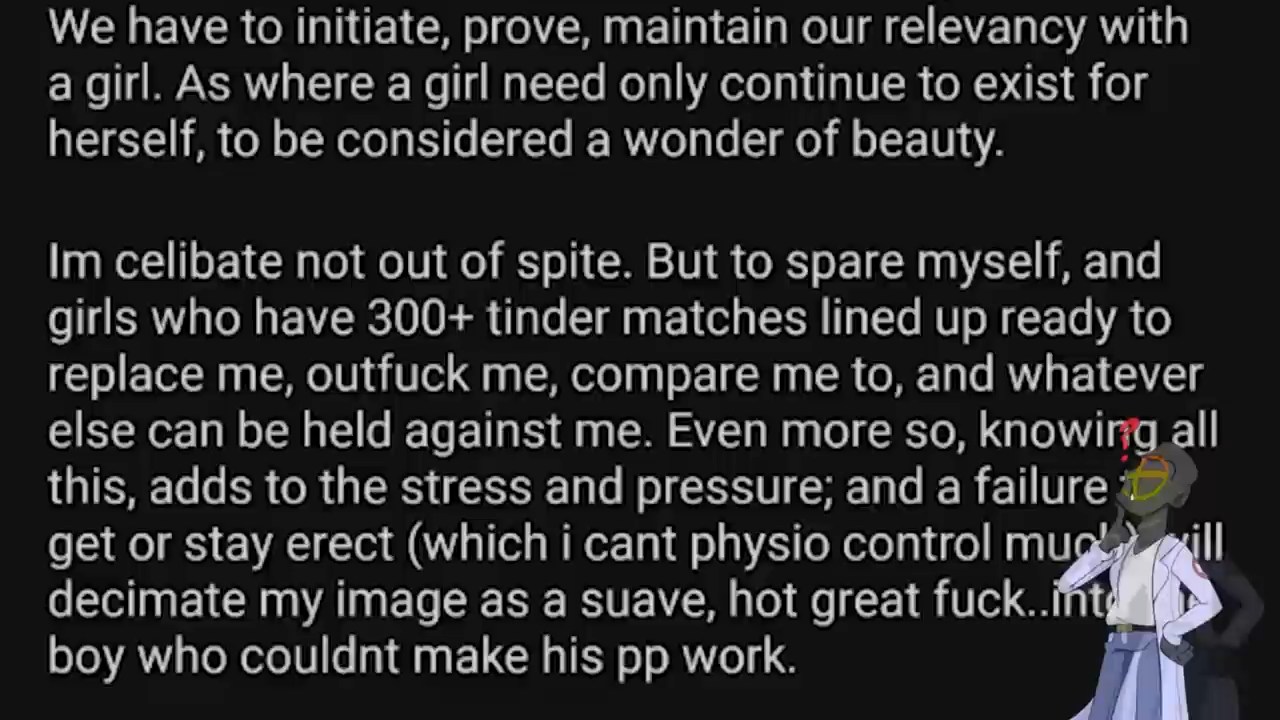 We have to initiate, prove, maintain our relevancy with
a girl. As where a girl need only continue to exist for
herself, to be considered a wonder of beauty.
Im celibate not out of spite. But to spare myself, and
girls who have 300+ tinder matches lined up ready to
replace me, outfuck me, compare me to, and whatever
else can be held against me. Even more so, knowing all
this, adds to the stress and pressure; and a failure
get or stay erect (which i cant physio control much) will
decimate my image as a suave, hot great fuck..into
boy who couldnt make his pp work.
?